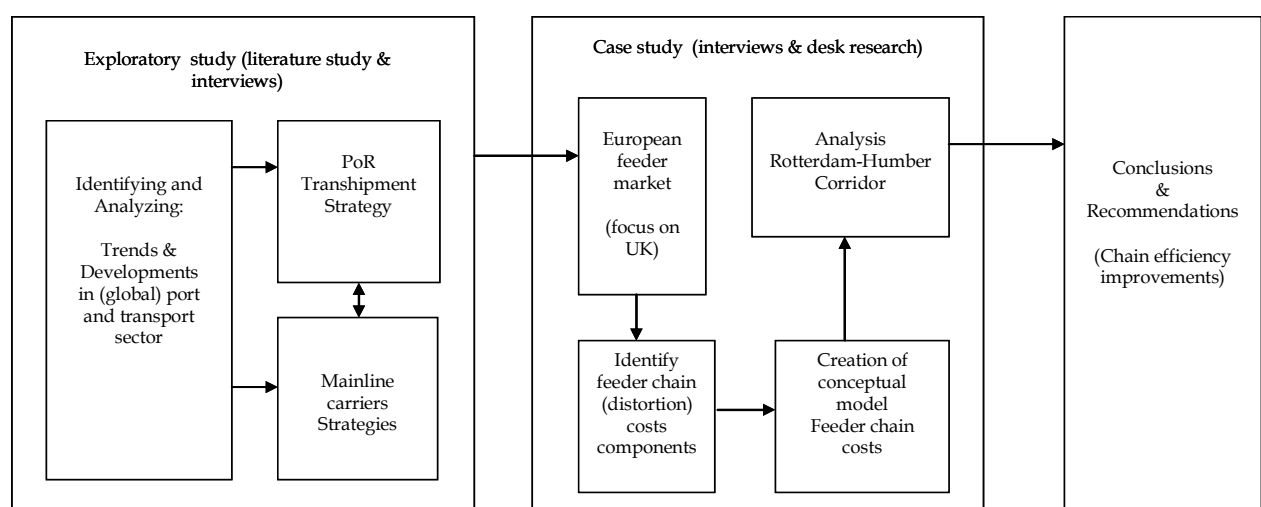 Exploratory study (literature study &
interviews)
Identifying and
Analyzing:
Trends &
Developments
in (global) port
and transport
sector
PoR
Transhipment
Strategy
Mainline
carriers
Strategies
Case study (interviews & desk research)
European
feeder
market
(focus on
UK)
Identify
feeder chain
(distortion)
costs
components
Creation of
conceptual
model
Feeder chain
costs
Analysis
Rotterdam-Humber
Corridor
Conclusions
&
Recommendations
(Chain efficiency
improvements)